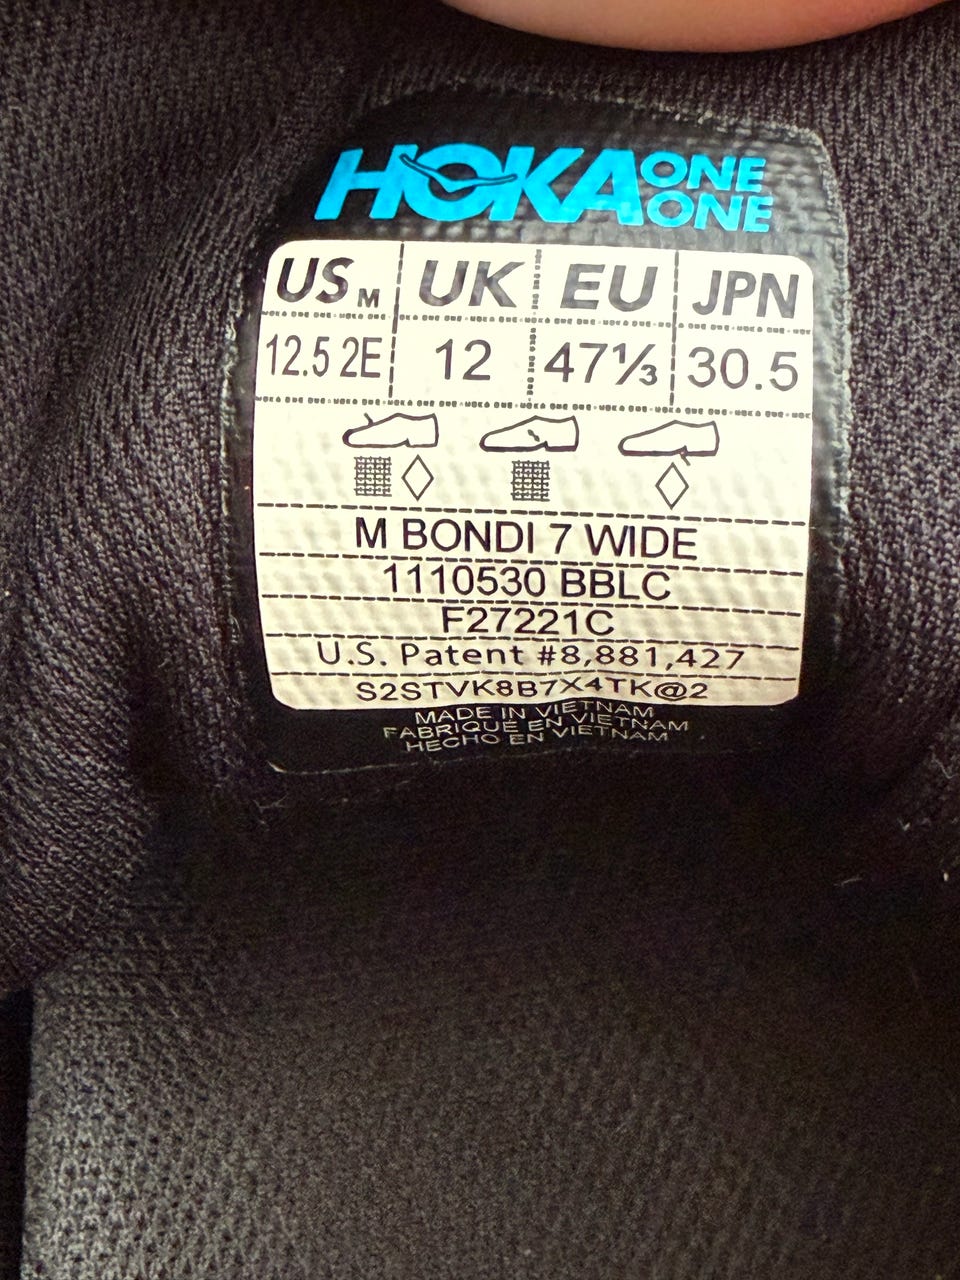 HOKA ONE ONE
US M UK EU JPN
12.5 2E 12 47⅓ 30.5
M BONDI 7 WIDE
1110530 BBLC
F27221C
U.S. Patent #8,881,427
S2STVK8B7X4TK@2
MADE IN VIETNAM
FABRIQUÉ EN VIETNAM
HECHO EN VIETNAM